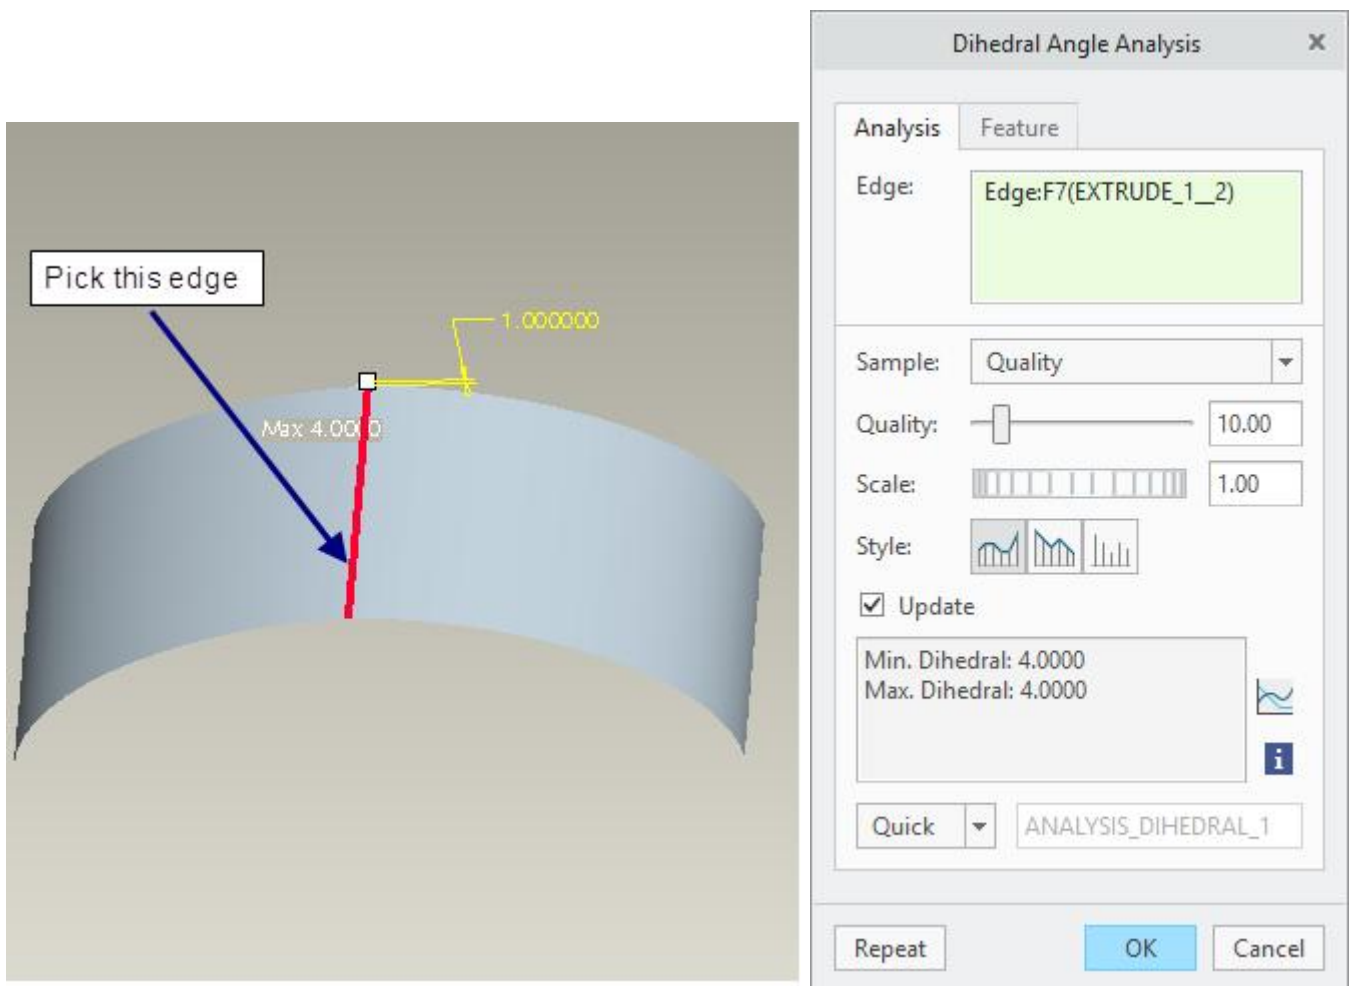 Pick this edge
1.000000
Max 4.0000
Dihedral Angle Analysis
Analysis Feature
Edge: Edge:F7(EXTRUDE_1__2)
Sample: Quality
Quality: 10.00
Scale: 1.00
Style:
Update
Min. Dihedral: 4.0000
Max. Dihedral: 4.0000
i
Quick ANALYSIS_DIHEDRAL_1
Repeat OK Cancel